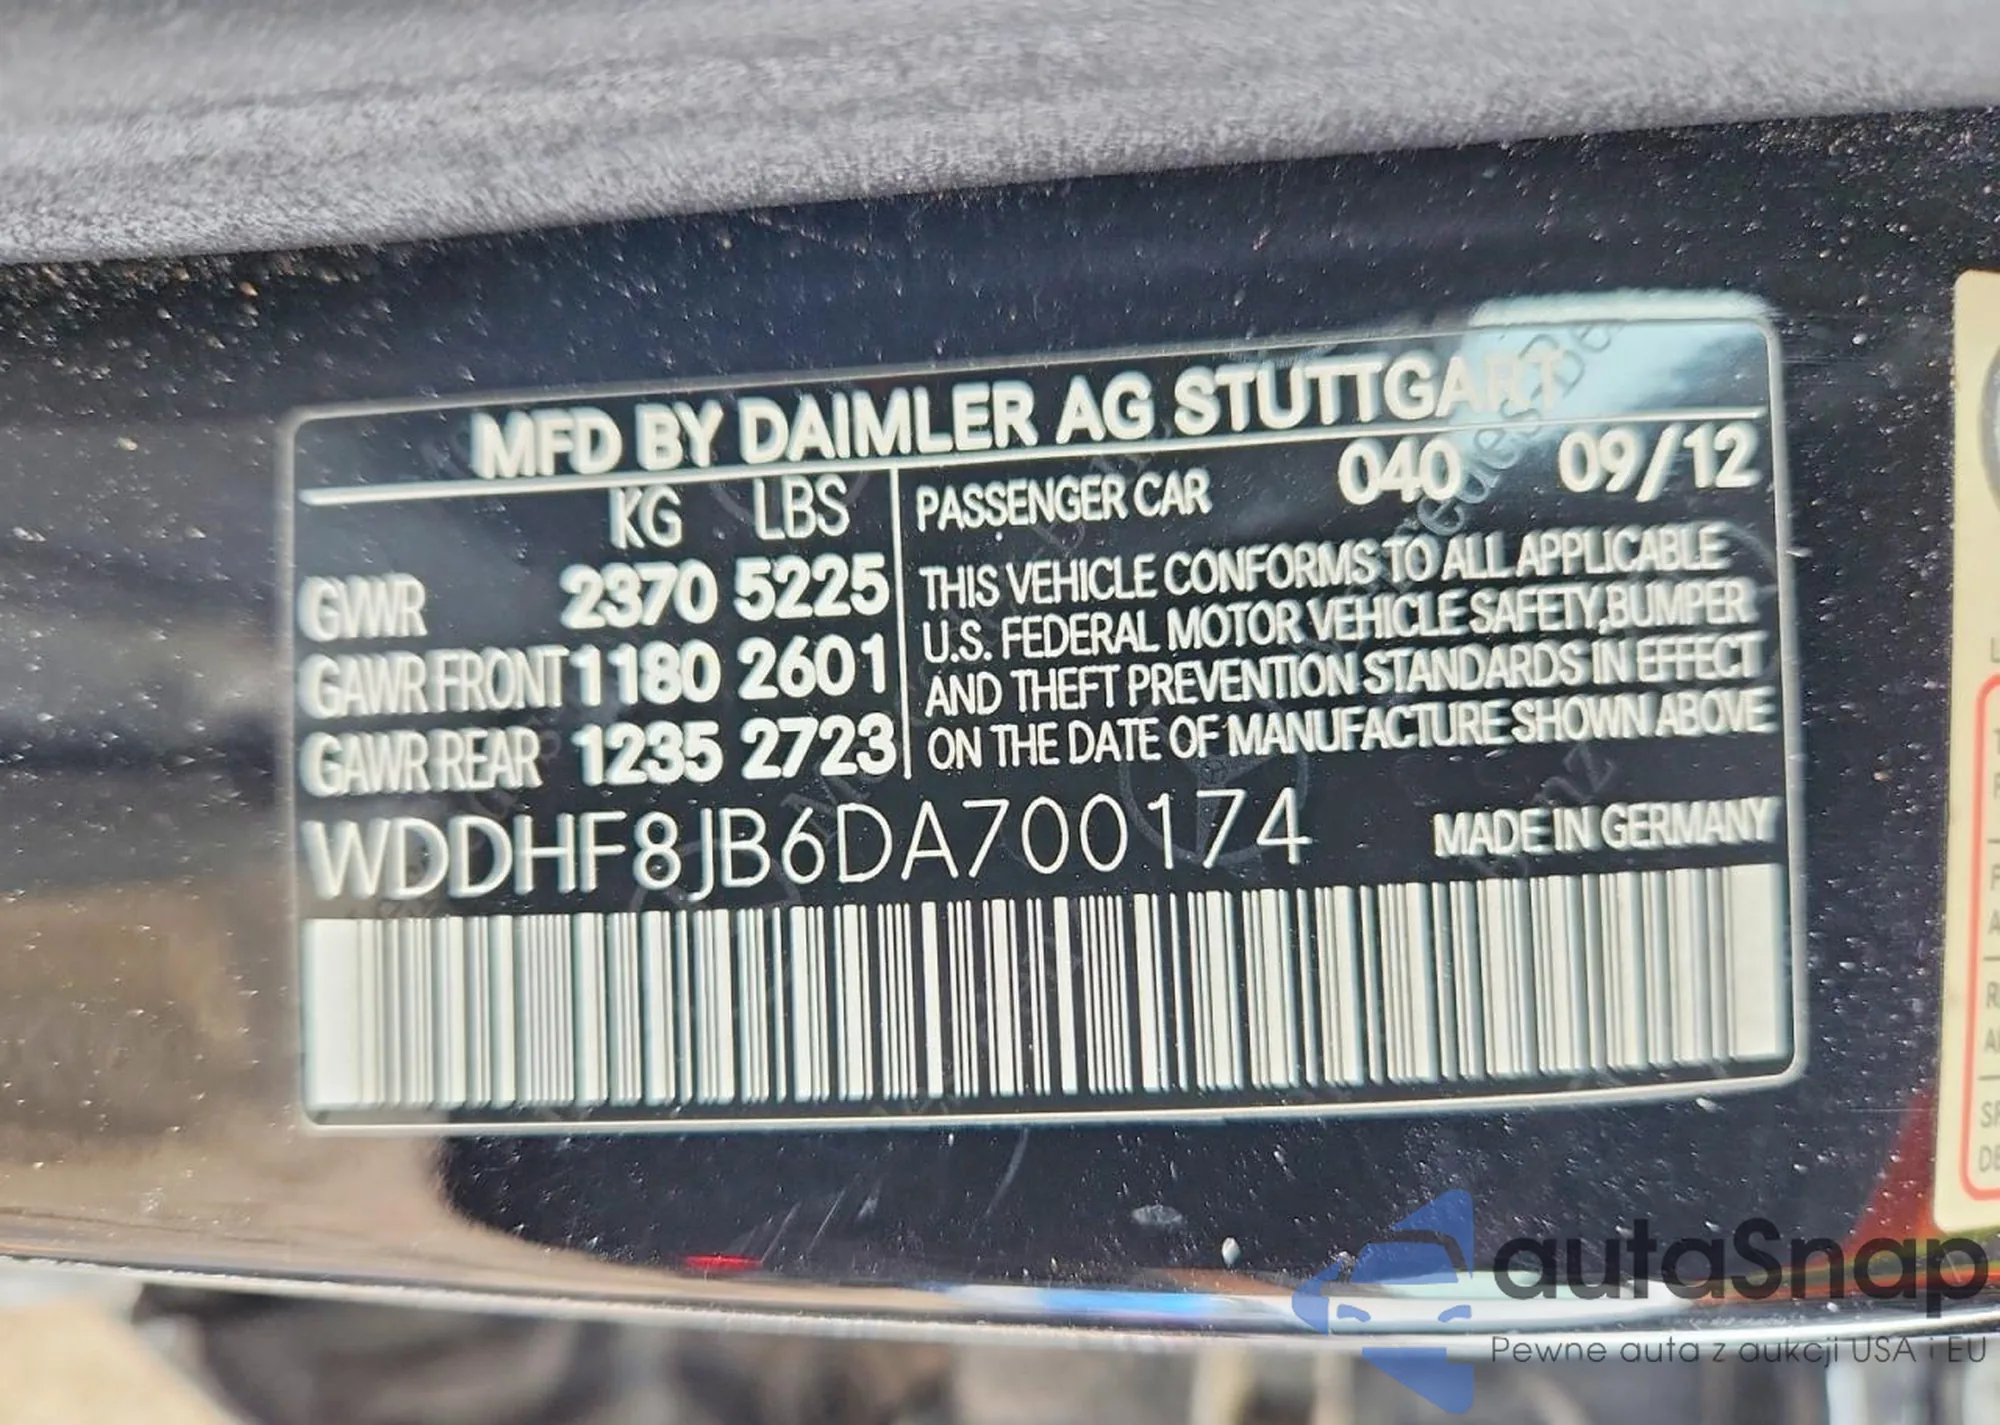 MFD BY DAIMLER AG STUTTGART
KG LBS
GVWR 2370 5225
GAWR FRONT 1180 2601
GAWR REAR 1235 2723
PASSENGER CAR 040 09/12
THIS VEHICLE CONFORMS TO ALL APPLICABLE
U.S. FEDERAL MOTOR VEHICLE SAFETY,BUMPER
AND THEFT PREVENTION STANDARDS IN EFFECT
ON THE DATE OF MANUFACTURE SHOWN ABOVE
WDDHF8JB6DA700174 MADE IN GERMANY
autaSnap
Pewne auta z aukcji USA i EU